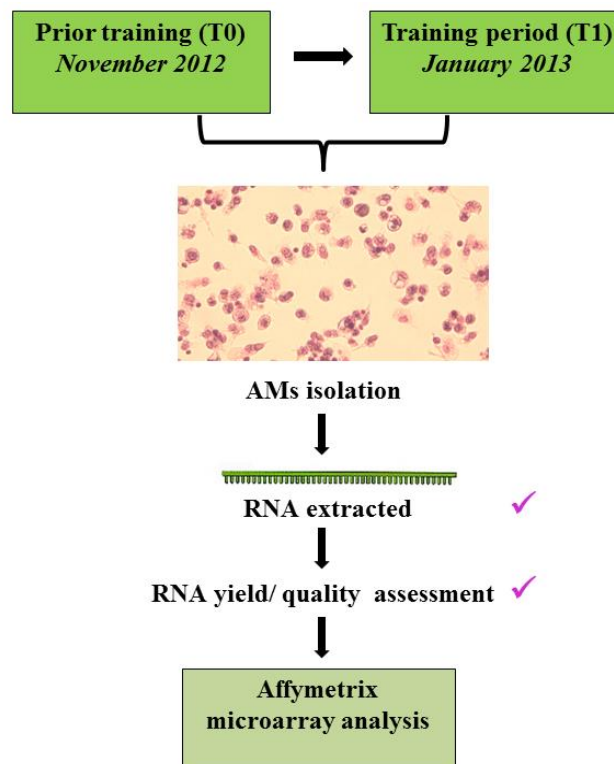 Prior training (T0)
November 2012
Training period (T1)
January 2013
AMs isolation
RNA extracted
RNA yield/ quality assessment
Affymetrix
microarray analysis